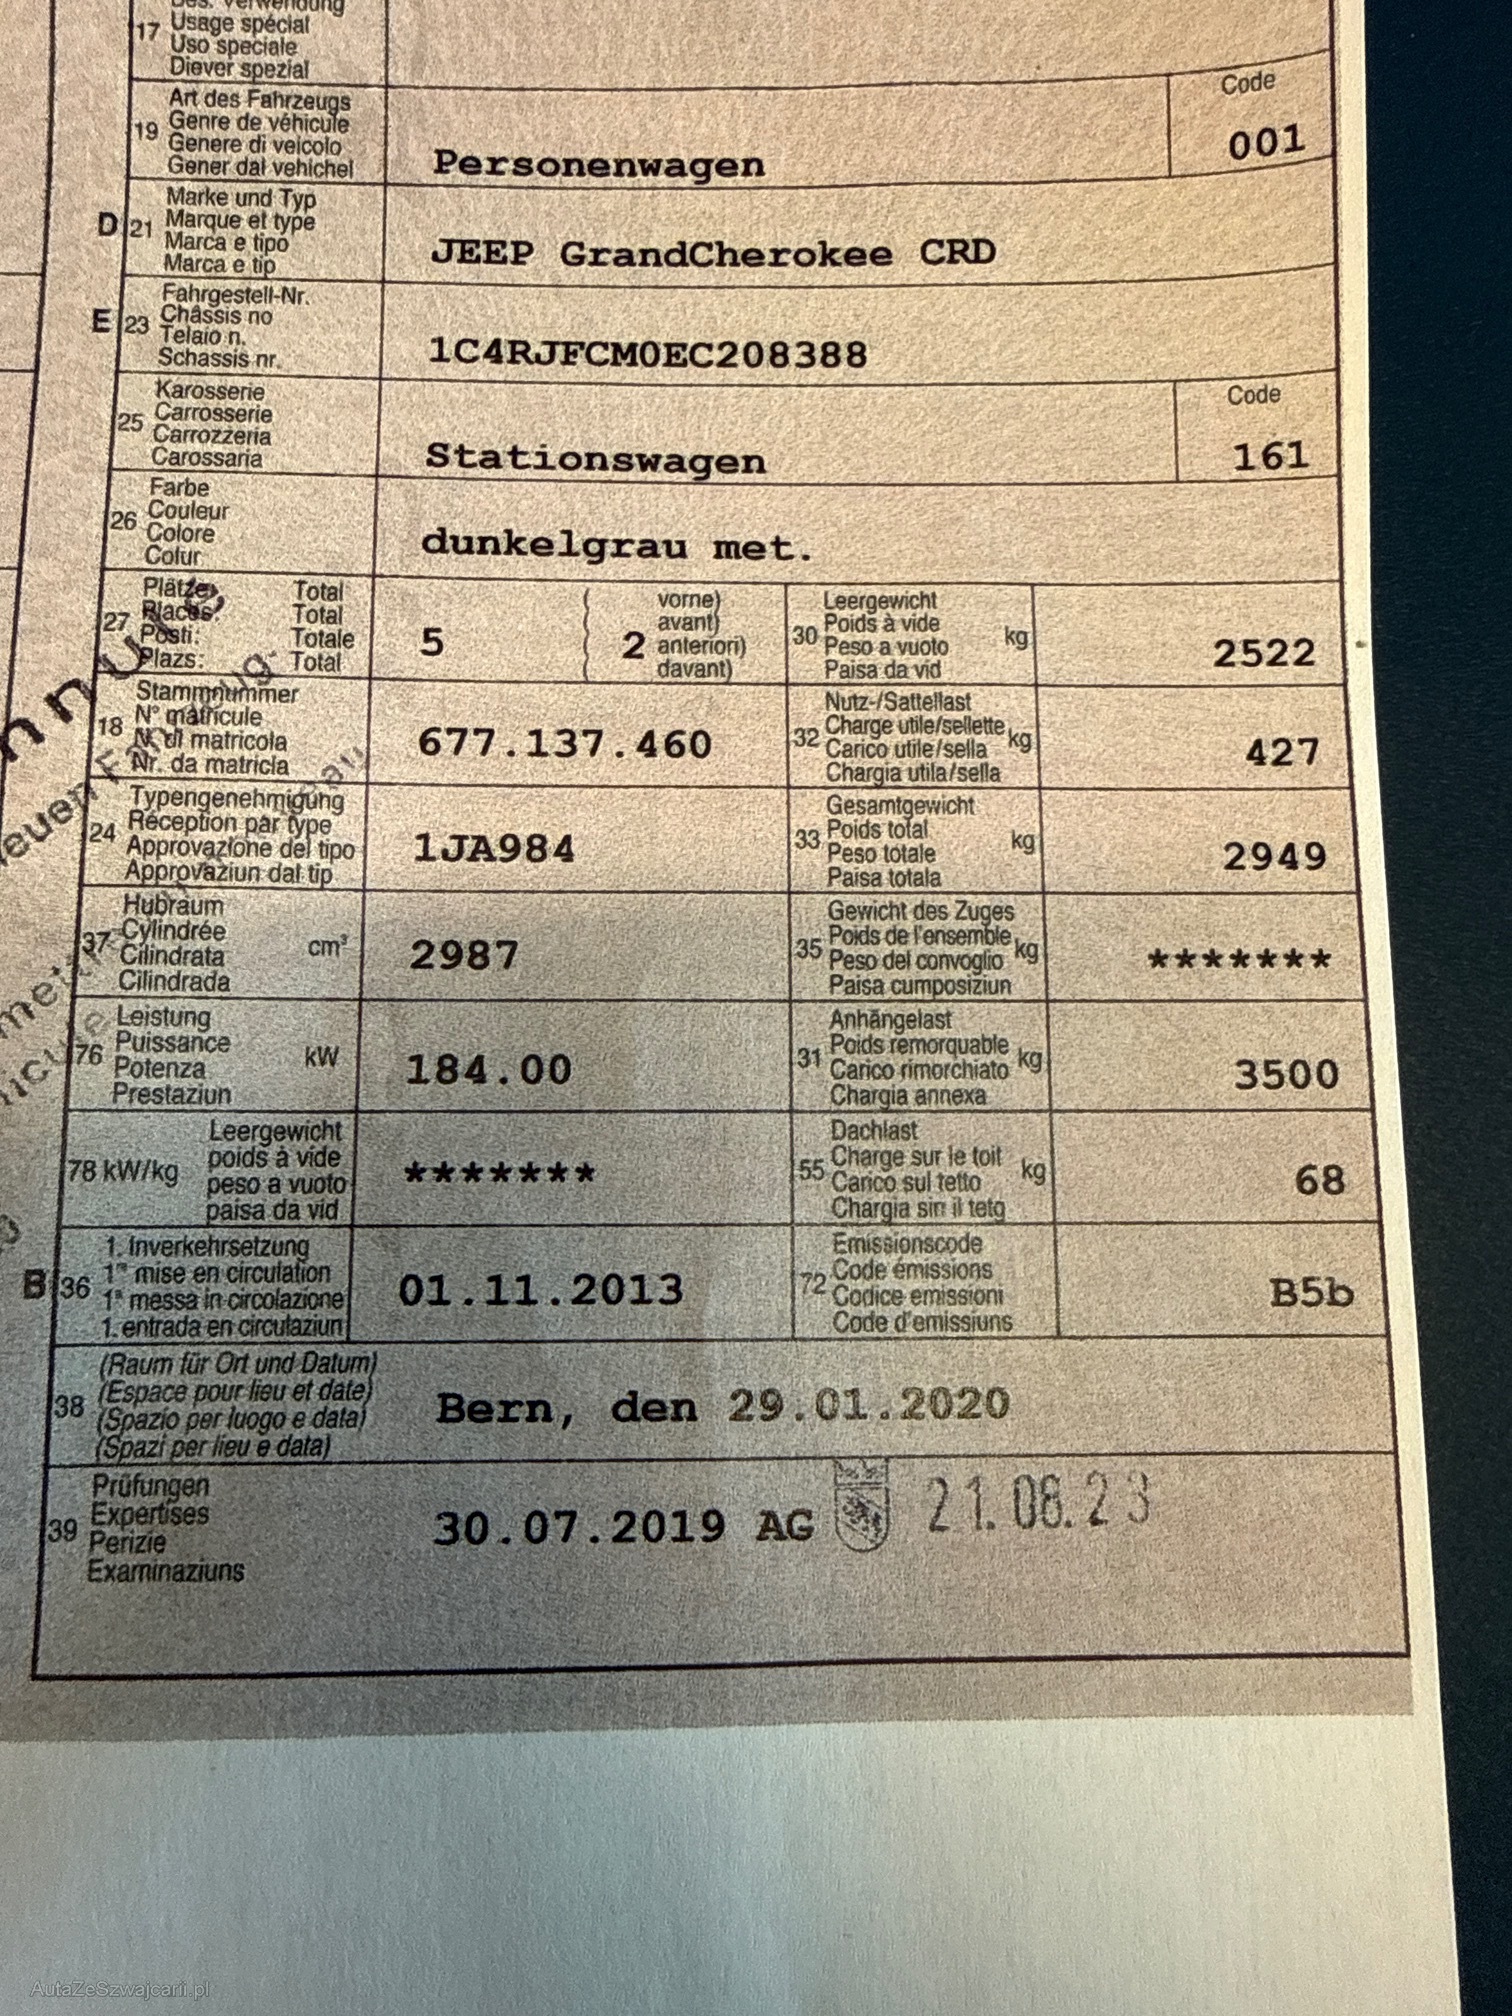 17
Usage spécial
Uso speciale
Diever spezial
19
Art des Fahrzeugs
Genre de véhicule
Genere di veicolo
Gener dal vehichel
Personenwagen
Code
001
D 21
Marke und Typ
Marque et type
Marca e tipo
Marca e tip
JEEP GrandCherokee CRD
E 23
Fahrgestell-Nr.
Châssis no
Telaio n.
Schassis nr.
1C4RJFCM0EC208388
25
Karosserie
Carrosserie
Carrozzeria
Carossaria
Stationswagen
Code
161
26
Farbe
Couleur
Colore
Colur
dunkelgrau met.
27
Plätze: Total
Places: Total
Posti: Totale
Plazs: Total
5
2
vorne)
avant)
anteriori)
davant)
30
Leergewicht
Poids à vide
Peso a vuoto
Paisa da vid
kg
2522
18
Stammnummer
N° matricule
N. di matricola
Nr. da matricla
677.137.460
32
Nutz-/Sattellast
Charge utile/sellette
Carico utile/sella
Chargia utila/sella
kg
427
24
Typengenehmigung
Réception par type
Approvazione del tipo
Approvaziun dal tip
1JA984
33
Gesamtgewicht
Poids total
Peso totale
Paisa totala
kg
2949
37
Hubraum
Cylindrée
Cilindrata
Cilindrada
cm³
2987
35
Gewicht des Zuges
Poids de l'ensemble
Peso del convoglio
Paisa cumposiziun
kg
*******
76
Leistung
Puissance
Potenza
Prestaziun
kW
184.00
31
Anhängelast
Poids remorquable
Carico rimorchiato
Chargia annexa
kg
3500
78 kW/kg
Leergewicht
poids à vide
peso a vuoto
paisa da vid
*******
55
Dachlast
Charge sur le toit
Carico sul tetto
Chargia sin il tetg
kg
68
B 36
1. Inverkehrsetzung
1re mise en circulation
1a messa in circolazione
1. entrada en circulaziun
01.11.2013
72
Emissionscode
Code émissions
Codice emissioni
Code d'emissiuns
B5b
38
(Raum für Ort und Datum)
(Espace pour lieu et date)
(Spazio per luogo e data)
(Spazi per lieu e data)
Bern, den 29.01.2020
39
Prüfungen
Expertises
Perizie
Examinaziuns
30.07.2019 AG
21.08.23
AutaZeSzwajcarii.pl